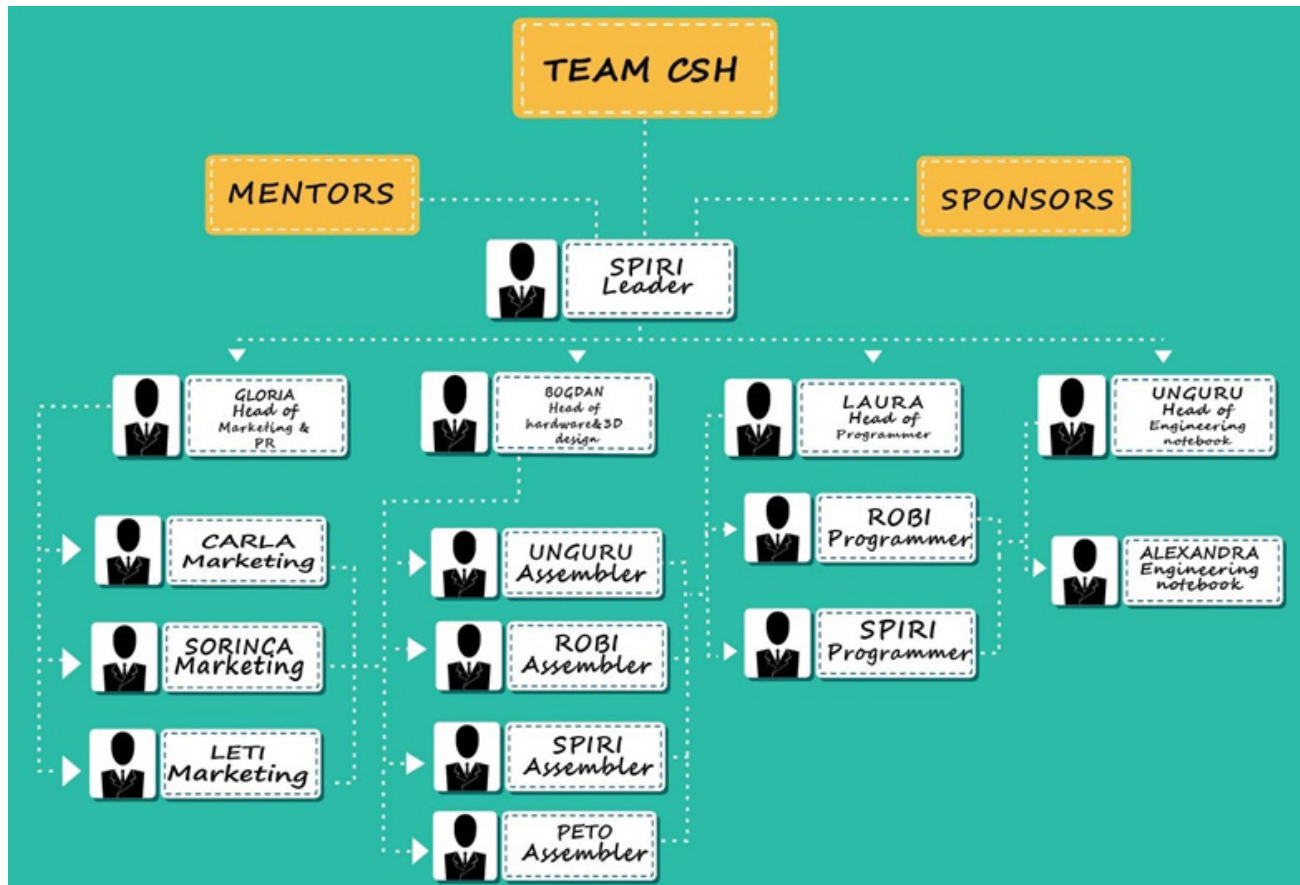 TEAM CSH
MENTORS
SPONSORS
SPIRI
Leader
GLORIA
Head of
Marketing &
PR
BOGDAN
Head of
hardware&3D
design
LAURA
Head of
Programmer
UNGURU
Head of
Engineering
notebook
CARLA
Marketing
SORINCA
Marketing
LETI
Marketing
UNGURU
Assembler
ROBI
Assembler
SPIRI
Assembler
PETO
Assembler
ROBI
Programmer
SPIRI
Programmer
ALEXANDRA
Engineering
notebook